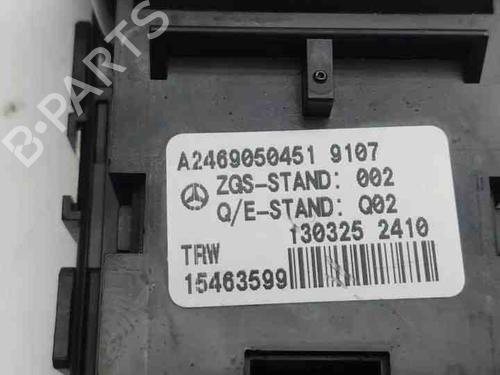 B-PARTS
A2469050451 9107
ZGS-STAND: 002
Q/E-STAND: Q02
130325 2410
TRW
15463599